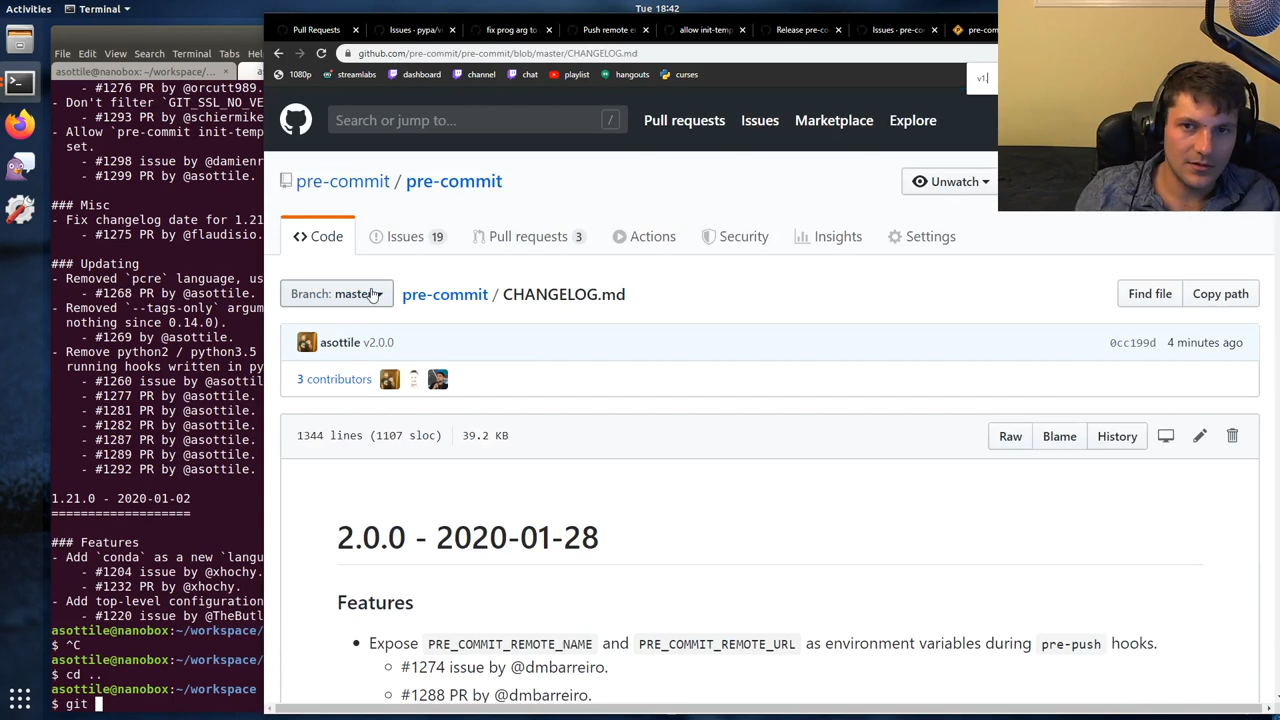 Activities
Terminal
Tue 18:42
File Edit View Search Terminal Tabs Hel
asottile@nanobox: ~/workspace/...
- #1276 PR by @orcutt989.
- Don't filter `GIT_SSL_NO_VE
- #1293 PR by @schiermike
- Allow `pre-commit init-temp
set.
- #1298 issue by @damienr
- #1299 PR by @asottile.
### Misc
- Fix changelog date for 1.21
- #1275 PR by @flaudisio.
### Updating
- Removed `pcre` language, us
- #1268 PR by @asottile.
- Removed `--tags-only` argum
nothing since 0.14.0).
- #1269 by @asottile.
- Remove python2 / python3.5
running hooks written in py
- #1260 issue by @asottil
- #1277 PR by @asottile.
- #1281 PR by @asottile.
- #1282 PR by @asottile.
- #1287 PR by @asottile.
- #1289 PR by @asottile.
- #1292 PR by @asottile.
1.21.0 - 2020-01-02
===================
### Features
- Add `conda` as a new `langu
- #1204 issue by @xhochy.
- #1232 PR by @xhochy.
- Add top-level configuration
- #1220 issue by @TheButl
asottile@nanobox:~/workspace/
$ ^C
asottile@nanobox:~/workspace/
$ cd ..
asottile@nanobox:~/workspace
$ git
Pull Requests
Issues · pypa/v
fix prog arg to
Push remote e
allow init-temp
Release pre-co
Issues · pre-co
pre-com
github.com/pre-commit/pre-commit/blob/master/CHANGELOG.md
1080p streamlabs dashboard channel chat playlist hangouts curses
v1.
Search or jump to... /
Pull requests Issues Marketplace Explore
pre-commit / pre-commit
Unwatch
Code
Issues 19
Pull requests 3
Actions
Security
Insights
Settings
Branch: master
pre-commit / CHANGELOG.md
Find file
Copy path
asottile v2.0.0
0cc199d 4 minutes ago
3 contributors
1344 lines (1107 sloc) 39.2 KB
Raw Blame History
2.0.0 - 2020-01-28
Features
• Expose PRE_COMMIT_REMOTE_NAME and PRE_COMMIT_REMOTE_URL as environment variables during pre-push hooks.
#1274 issue by @dmbarreiro.
#1288 PR by @dmbarreiro.